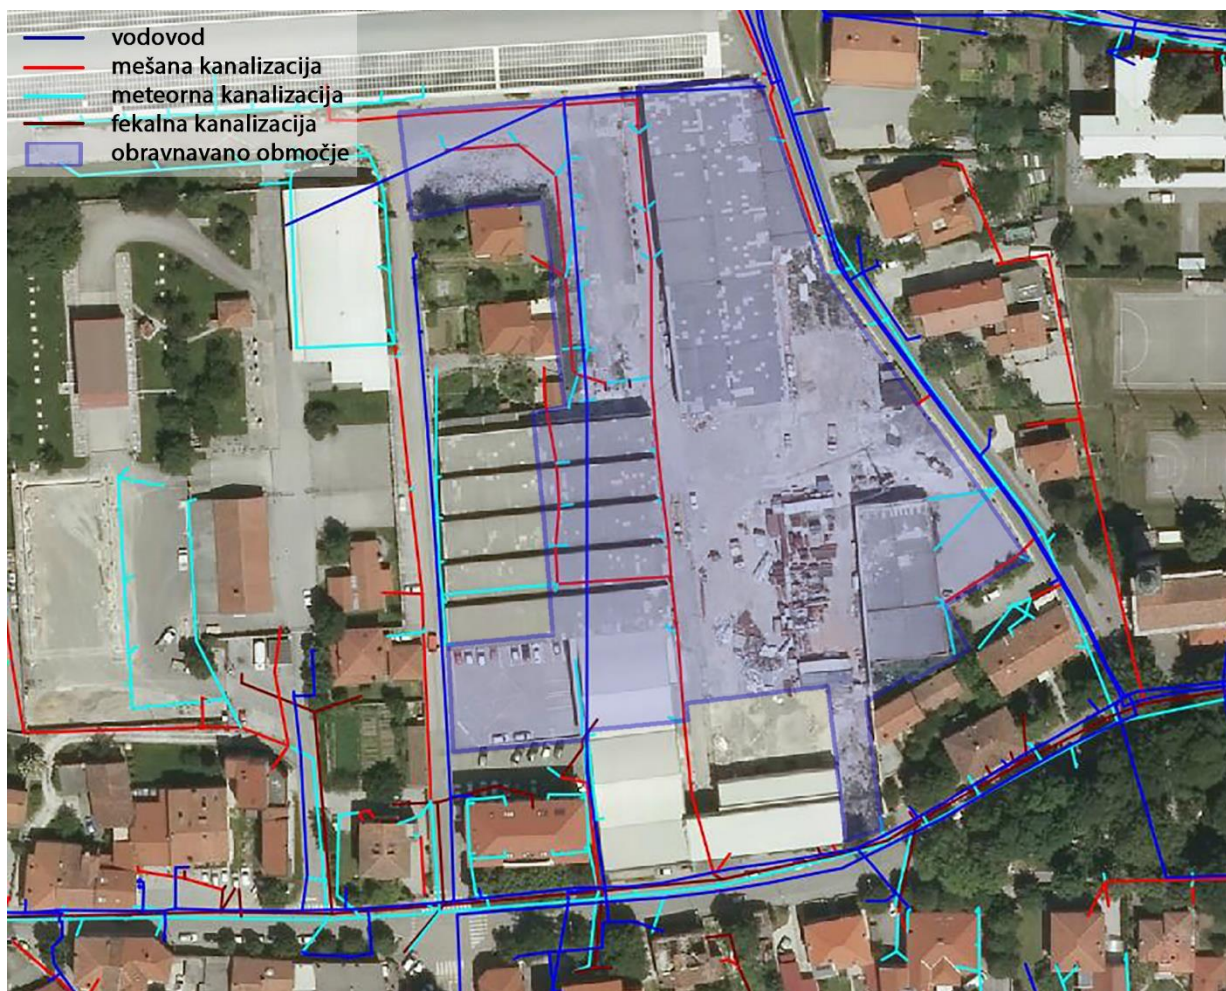 vodovod
mešana kanalizacija
meteorna kanalizacija
fekalna kanalizacija
obravnavano območje